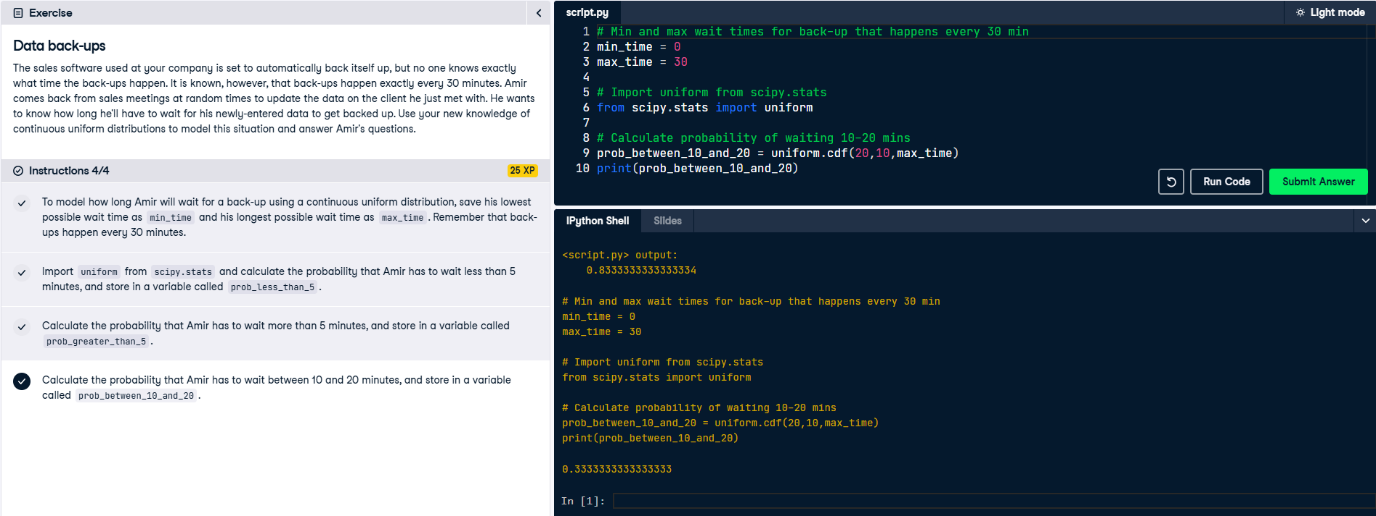 Exercise
Data back-ups
The sales software used at your company is set to automatically back itself up, but no one knows exactly
what time the back-ups happen. It is known, however, that back-ups happen exactly every 30 minutes. Amir
comes back from sales meetings at random times to update the data on the client he just met with. He wants
to know how long he'll have to wait for his newly-entered data to get backed up. Use your new knowledge of
continuous uniform distributions to model this situation and answer Amir's questions.
Instructions 4/4
25 XP
To model how long Amir will wait for a back-up using a continuous uniform distribution, save his lowest
possible wait time as min_time and his longest possible wait time as max_time. Remember that back-
ups happen every 30 minutes.
Import uniform from scipy.stats and calculate the probability that Amir has to wait less than 5
minutes, and store in a variable called prob_less_than_5.
Calculate the probability that Amir has to wait more than 5 minutes, and store in a variable called
prob_greater_than_5.
Calculate the probability that Amir has to wait between 10 and 20 minutes, and store in a variable
called prob_between_10_and_20.
script.py
Light mode
1 # Min and max wait times for back-up that happens every 30 min
2 min_time = 0
3 max_time = 30
4
5 # Import uniform from scipy.stats
6 from scipy.stats import uniform
7
8 # Calculate probability of waiting 10-20 mins
9 prob_between_10_and_20 = uniform.cdf(20,10,max_time)
10 print(prob_between_10_and_20)
Run Code
Submit Answer
IPython Shell
Slides
<script.py> output:
0.8333333333333334
# Min and max wait times for back-up that happens every 30 min
min_time = 0
max_time = 30
# Import uniform from scipy.stats
from scipy.stats import uniform
# Calculate probability of waiting 10-20 mins
prob_between_10_and_20 = uniform.cdf(20,10,max_time)
print(prob_between_10_and_20)
0.3333333333333333
In [1]: